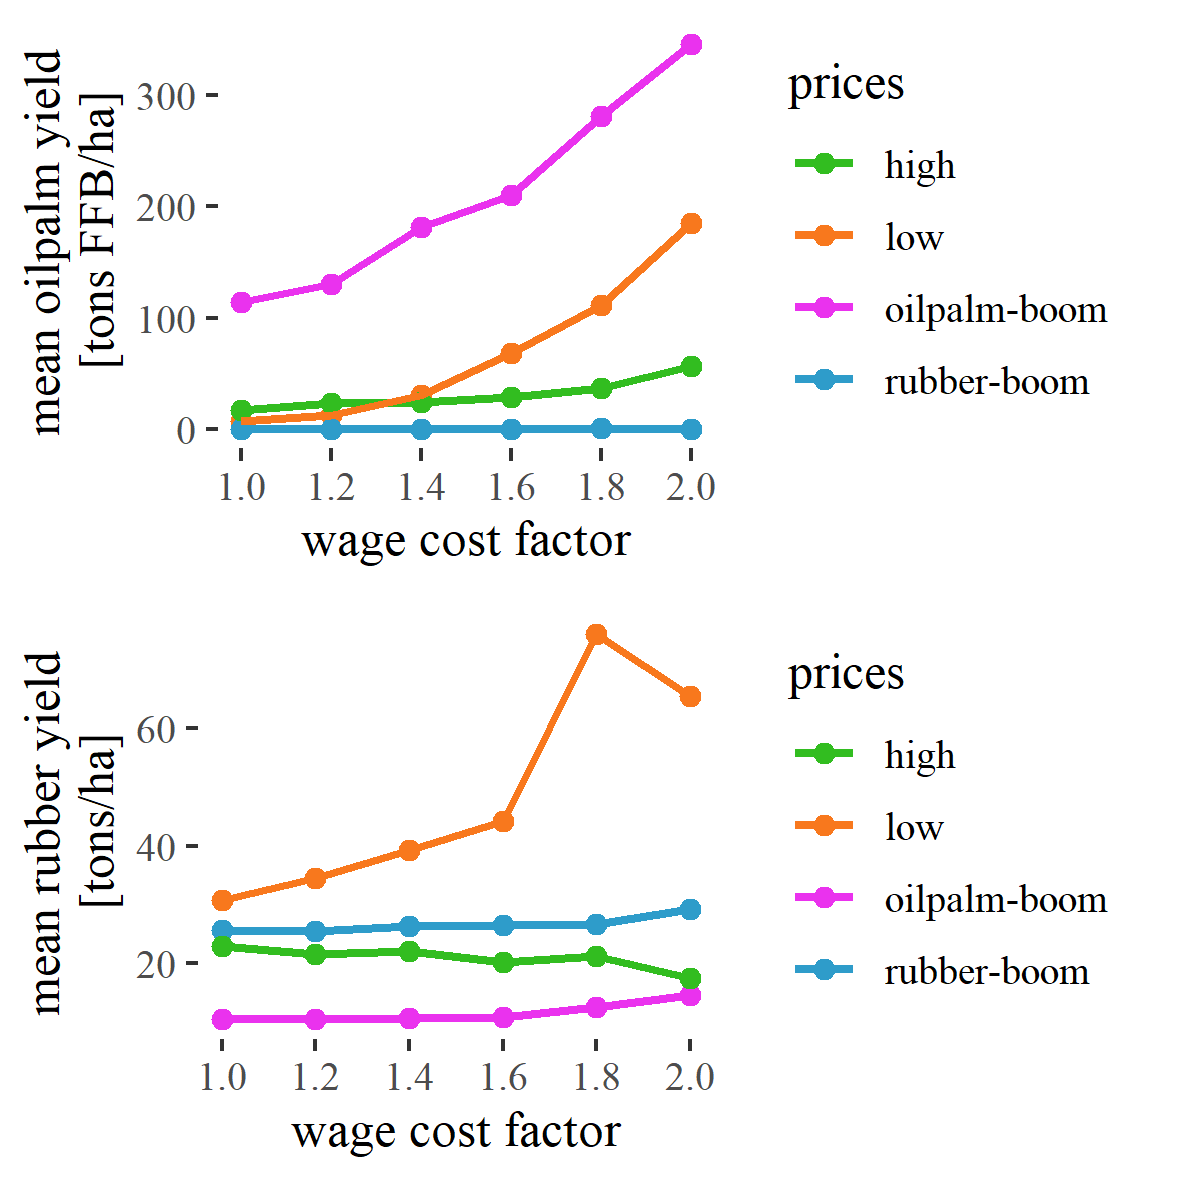 mean oilpalm yield
[tons FFB/ha]
300
200
100
0
1.0 1.2 1.4 1.6 1.8 2.0
wage cost factor
prices
high
low
oilpalm-boom
rubber-boom
mean rubber yield
[tons/ha]
60
40
20
1.0 1.2 1.4 1.6 1.8 2.0
wage cost factor
prices
high
low
oilpalm-boom
rubber-boom